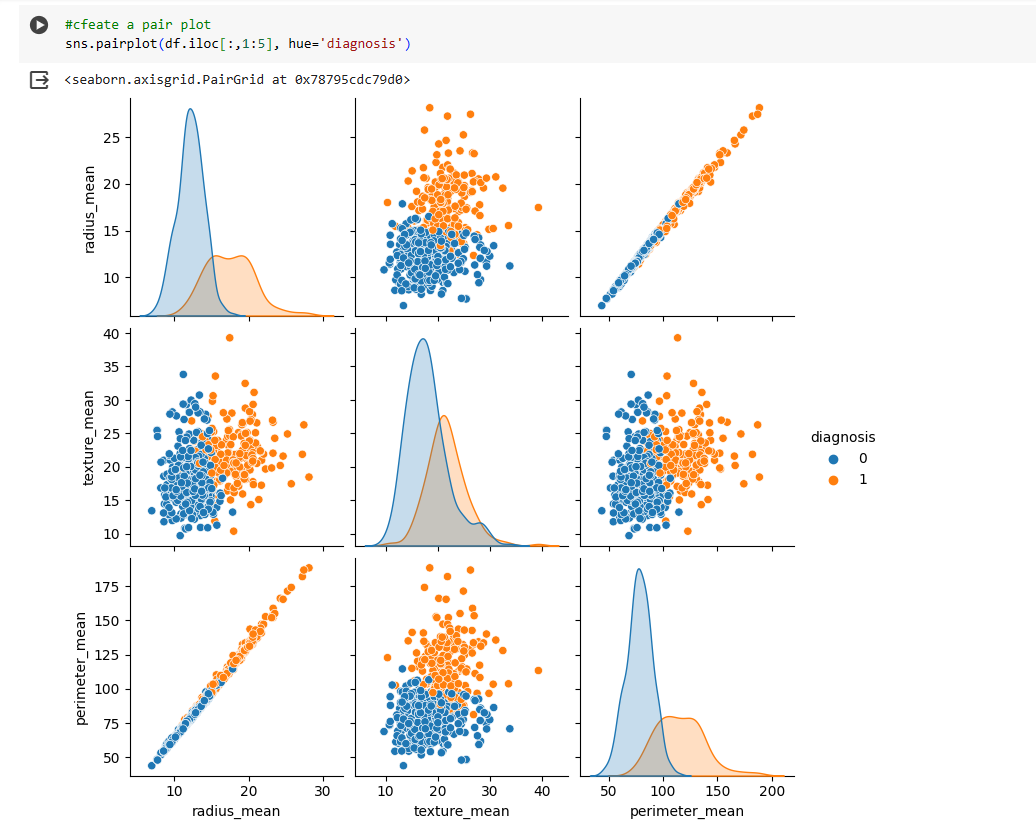 #cfeate a pair plot
sns.pairplot(df.iloc[:,1:5], hue='diagnosis')
<seaborn.axisgrid.PairGrid at 0x78795cdc79d0>
radius_mean
25
20
15
10
texture_mean
40
35
30
25
20
15
10
diagnosis
0
1
perimeter_mean
175
150
125
100
75
50
10 20 30
10 20 30 40
50 100 150 200
radius_mean
texture_mean
perimeter_mean